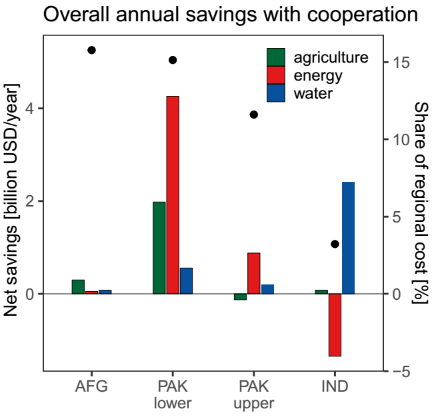 Overall annual savings with cooperation
Net savings [billion USD/year]
4
2
0
agriculture
energy
water
15
10
5
0
−5
Share of regional cost [%]
AFG
PAK
lower
PAK
upper
IND